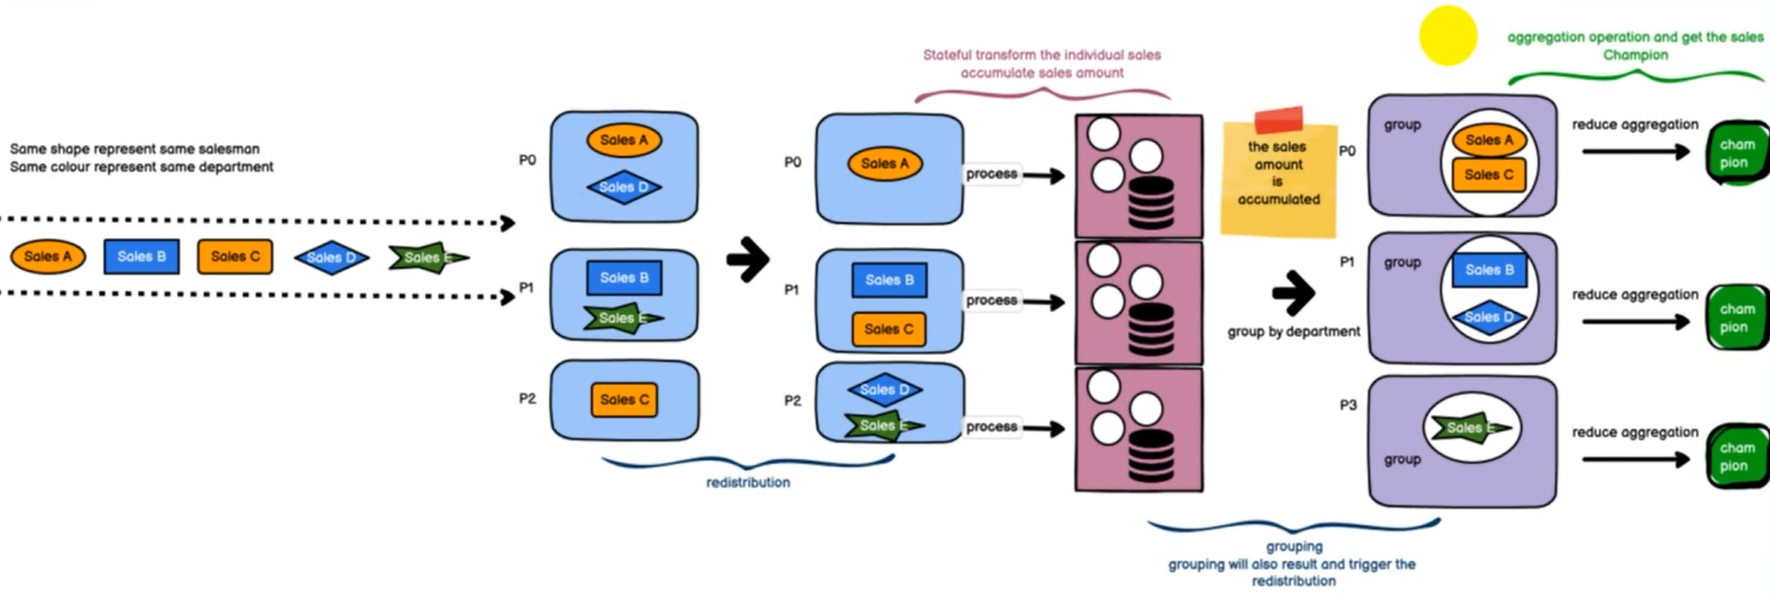 Same shape represent same salesman
Same colour represent same department
Sales A
Sales B
Sales C
Sales D
Sales E
P0
Sales A
Sales D
P1
Sales B
Sales E
P2
Sales C
redistribution
P0
Sales A
process
P1
Sales B
Sales C
process
P2
Sales D
Sales E
process
Stateful transform the individual sales
accumulate sales amount
the sales
amount
is
accumulated
group by department
grouping
grouping will also result and trigger the
redistribution
P0
group
Sales A
Sales C
P1
group
Sales B
Sales D
P3
group
Sales E
aggregation operation and get the sales
Champion
reduce aggregation
cham
pion
reduce aggregation
cham
pion
reduce aggregation
cham
pion